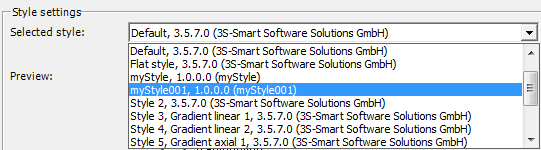 Style settings
Selected style: Default, 3.5.7.0 (3S-Smart Software Solutions GmbH)
Default, 3.5.7.0 (3S-Smart Software Solutions GmbH)
Flat style, 3.5.7.0 (3S-Smart Software Solutions GmbH)
myStyle, 1.0.0.0 (myStyle)
Preview:
myStyle001, 1.0.0.0 (myStyle001)
Style 2, 3.5.7.0 (3S-Smart Software Solutions GmbH)
Style 3, Gradient linear 1, 3.5.7.0 (3S-Smart Software Solutions GmbH)
Style 4, Gradient linear 2, 3.5.7.0 (3S-Smart Software Solutions GmbH)
Style 5, Gradient axial 1, 3.5.7.0 (3S-Smart Software Solutions GmbH)